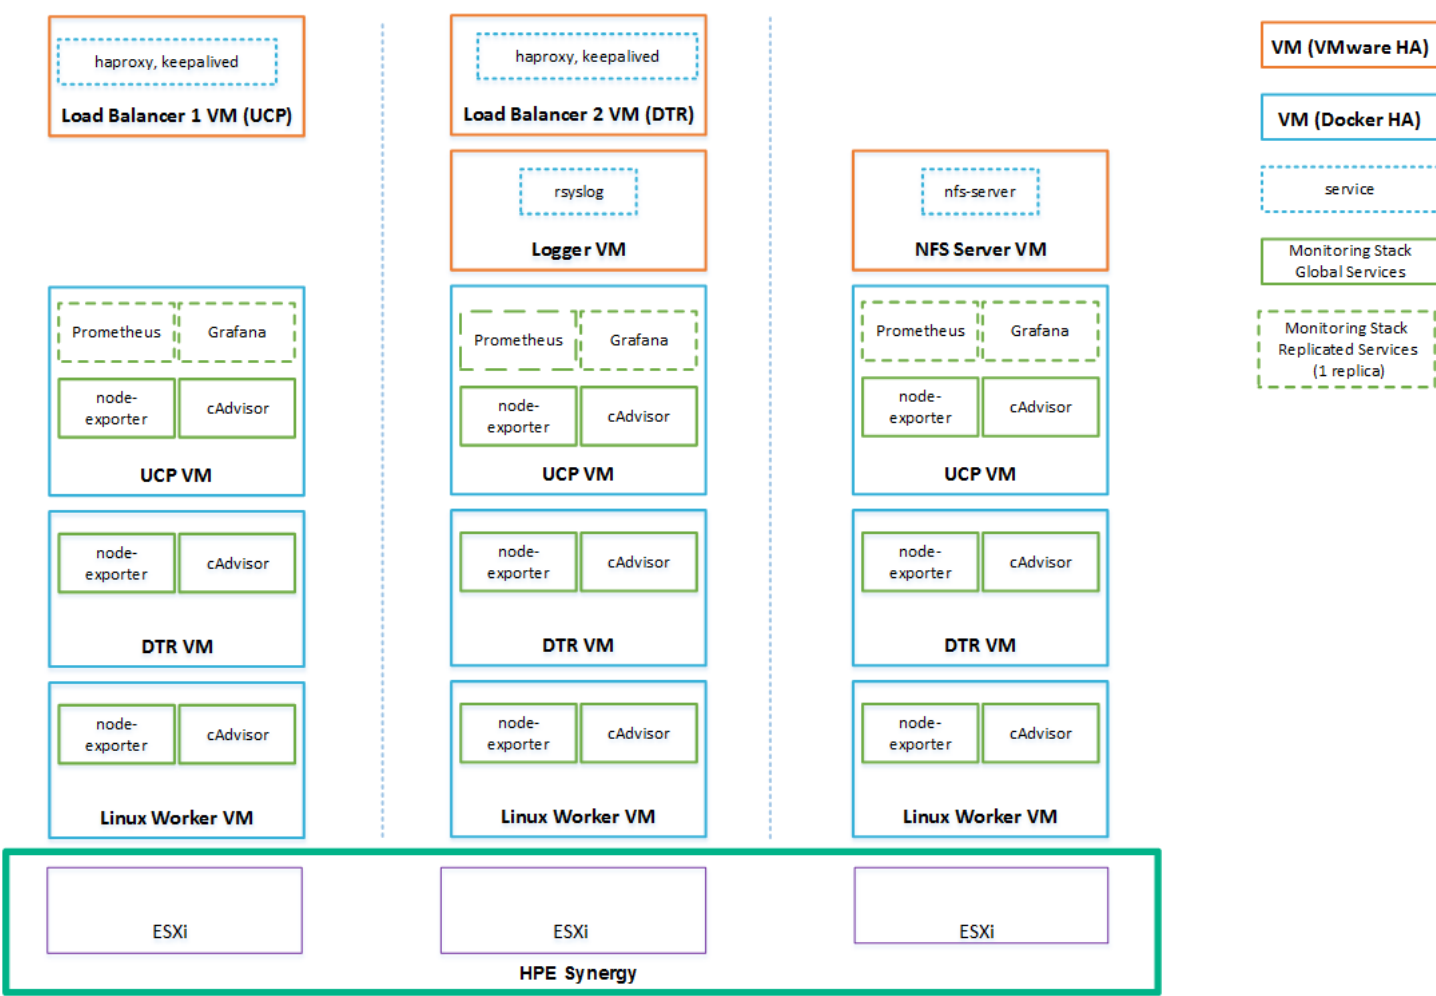 haproxy, keepalived
Load Balancer 1 VM (UCP)
haproxy, keepalived
Load Balancer 2 VM (DTR)
rsyslog
Logger VM
nfs-server
NFS Server VM
Prometheus
Grafana
node-
exporter
cAdvisor
UCP VM
Prometheus
Grafana
node-
exporter
cAdvisor
UCP VM
Prometheus
Grafana
node-
exporter
cAdvisor
UCP VM
node-
exporter
cAdvisor
DTR VM
node-
exporter
cAdvisor
DTR VM
node-
exporter
cAdvisor
DTR VM
node-
exporter
cAdvisor
Linux Worker VM
node-
exporter
cAdvisor
Linux Worker VM
node-
exporter
cAdvisor
Linux Worker VM
ESXi
ESXi
ESXi
HPE Synergy
VM (VMware HA)
VM (Docker HA)
service
Monitoring Stack
Global Services
Monitoring Stack
Replicated Services
(1 replica)